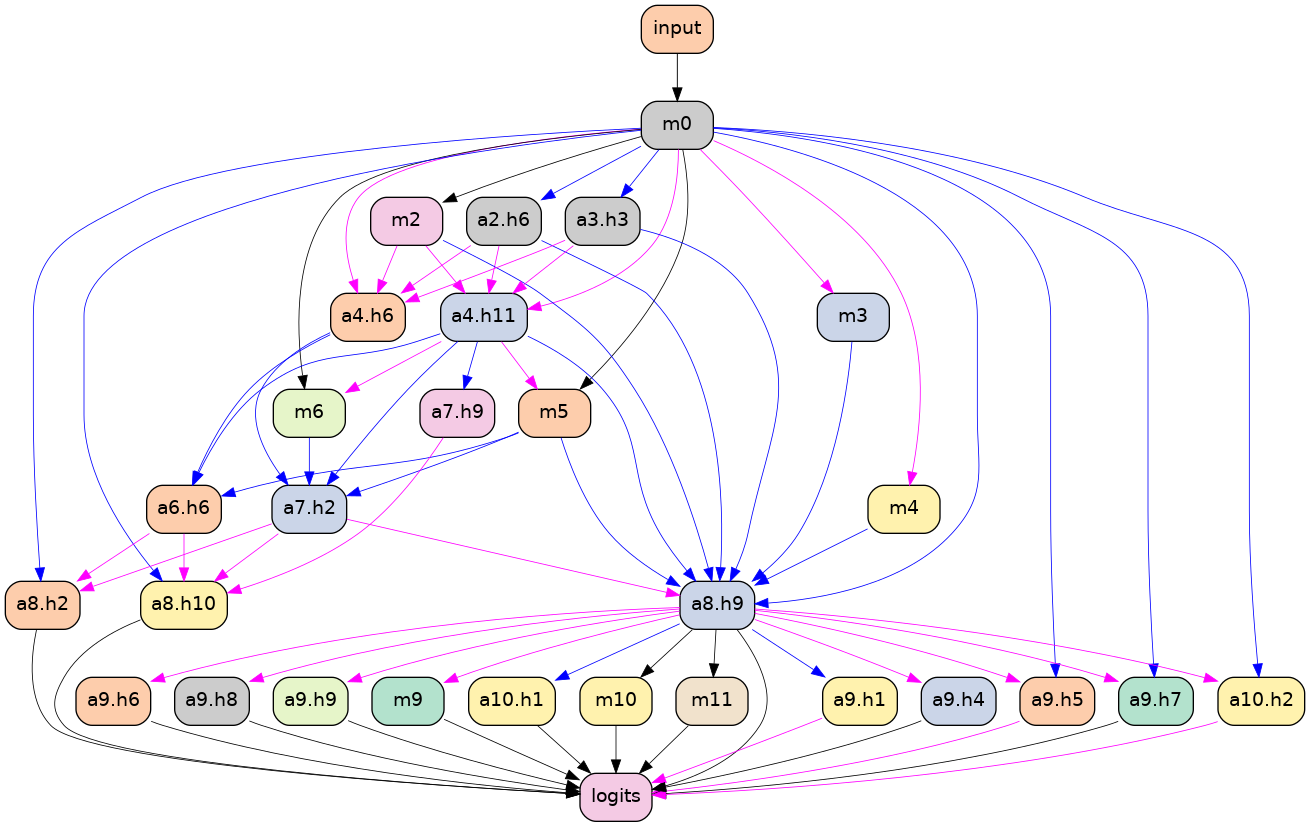 input
m0
m2 a2.h6 a3.h3
a4.h6 a4.h11 m3
m6 a7.h9 m5
a6.h6 a7.h2 m4
a8.h2 a8.h10 a8.h9
a9.h6 a9.h8 a9.h9 m9 a10.h1 m10 m11 a9.h1 a9.h4 a9.h5 a9.h7 a10.h2
logits